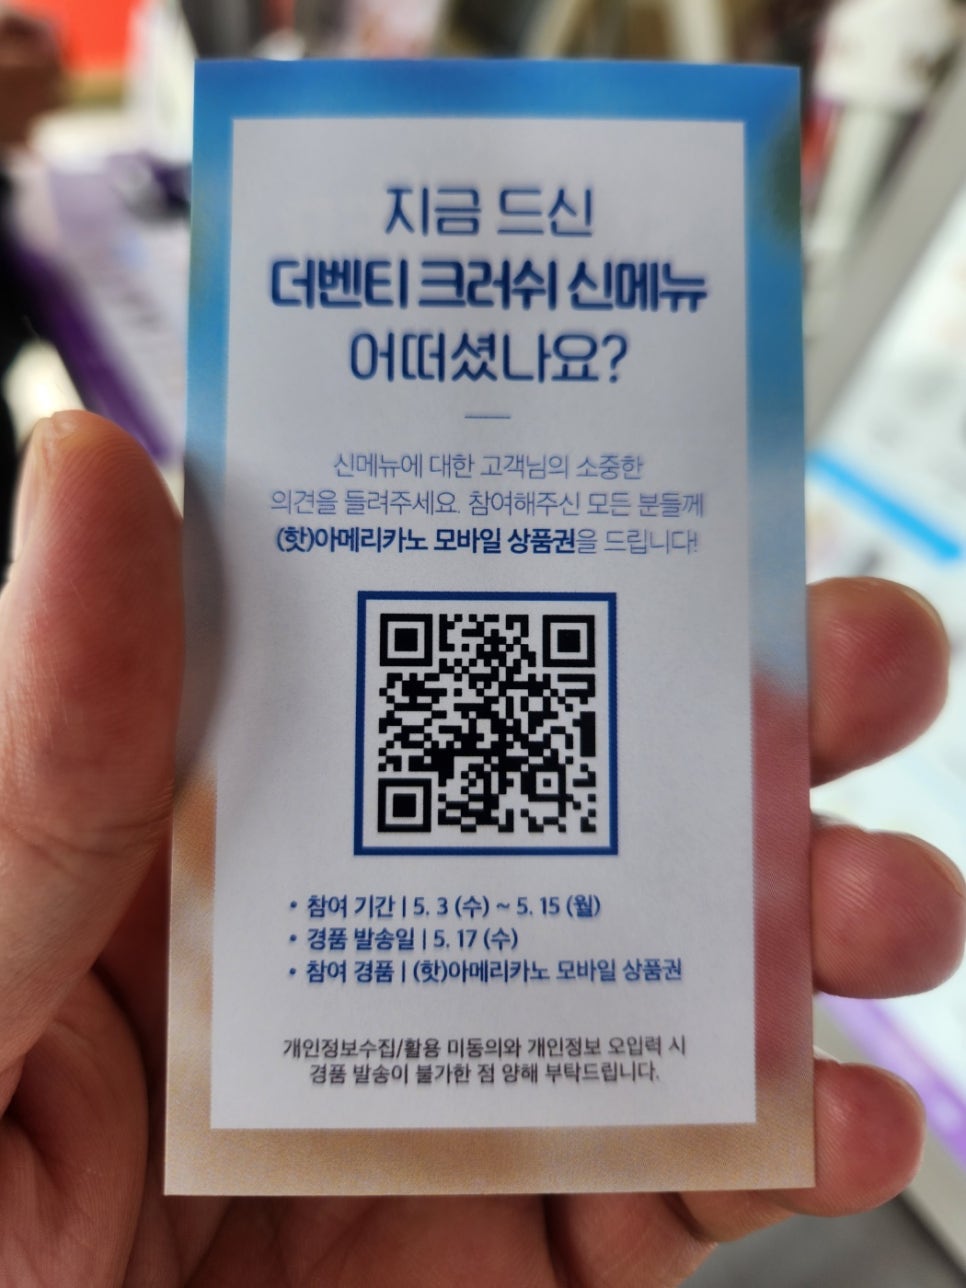 지금 드신
더벤티 크러쉬 신메뉴
어떠셨나요?
신메뉴에 대한 고객님의 소중한
의견을 들려주세요. 참여해주신 모든 분들께
(핫)아메리카노 모바일 상품권을 드립니다!
• 참여 기간 | 5. 3 (수) ~ 5. 15 (월)
• 경품 발송일 | 5. 17 (수)
• 참여 경품 | (핫)아메리카노 모바일 상품권
개인정보수집/활용 미동의와 개인정보 오입력 시
경품 발송이 불가한 점 양해 부탁드립니다.